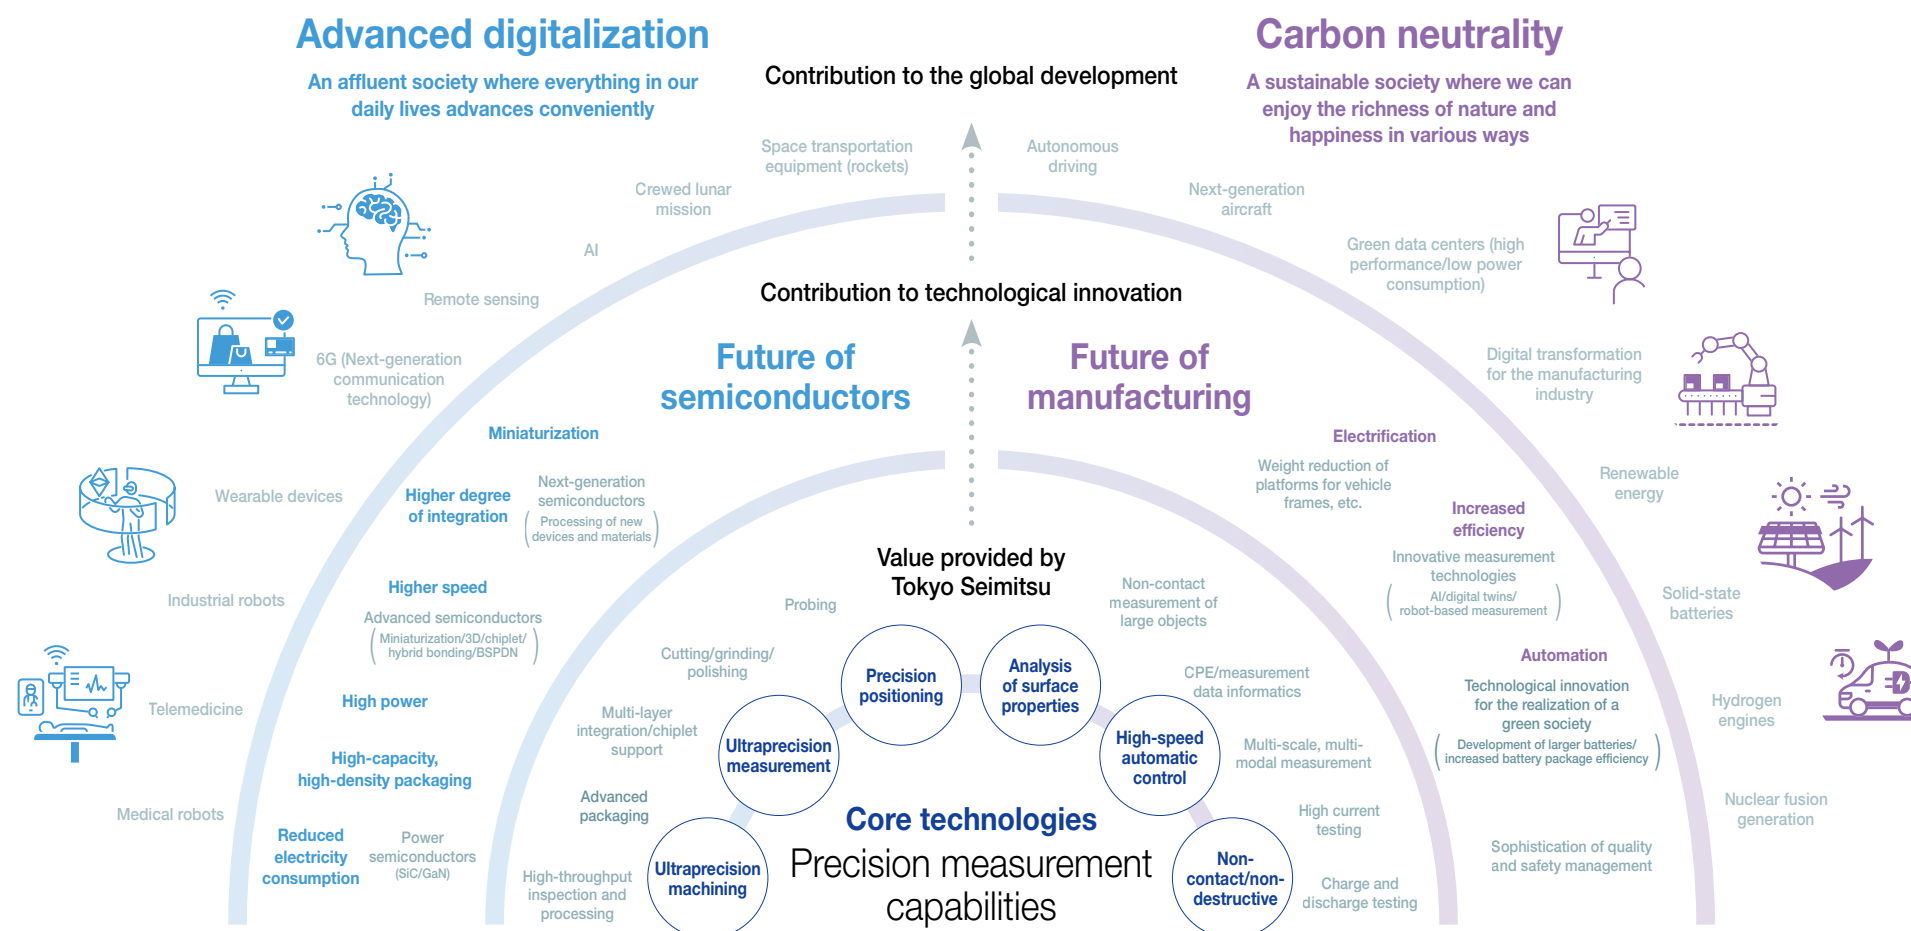 Advanced digitalization
An affluent society where everything in our
daily lives advances conveniently
Contribution to the global development
Carbon neutrality
A sustainable society where we can
enjoy the richness of nature and
happiness in various ways
Space transportation
equipment (rockets)
Autonomous
driving
Crewed lunar
mission
Next-generation
aircraft
AI
Green data centers (high
performance/low power
consumption)
Remote sensing
Contribution to technological innovation
6G (Next-generation
communication
technology)
Future of
semiconductors
Future of
manufacturing
Digital transformation
for the manufacturing
industry
Miniaturization
Electrification
Weight reduction of
platforms for vehicle
frames, etc.
Renewable
energy
Wearable devices
Higher degree
of integration
Next-generation
semiconductors
(Processing of new
devices and materials)
Increased
efficiency
Innovative measurement
technologies
(AI/digital twins/
robot-based measurement)
Value provided by
Tokyo Seimitsu
Industrial robots
Higher speed
Advanced semiconductors
(Miniaturization/3D/chiplet/
hybrid bonding/BSPDN)
Probing
Non-contact
measurement of
large objects
Solid-state
batteries
Cutting/grinding/
polishing
Precision
positioning
Analysis
of surface
properties
CPE/measurement
data informatics
Automation
Technological innovation
for the realization of a
green society
(Development of larger batteries/
increased battery package efficiency)
Telemedicine
High power
Multi-layer
integration/chiplet
support
Ultraprecision
measurement
High-speed
automatic
control
Multi-scale, multi-
modal measurement
Hydrogen
engines
High-capacity,
high-density packaging
Advanced
packaging
Core technologies
Precision measurement
capabilities
High current
testing
Nuclear fusion
generation
Medical robots
Reduced
electricity
consumption
Power
semiconductors
(SiC/GaN)
High-throughput
inspection and
processing
Ultraprecision
machining
Non-
contact/non-
destructive
Charge and
discharge testing
Sophistication of quality
and safety management